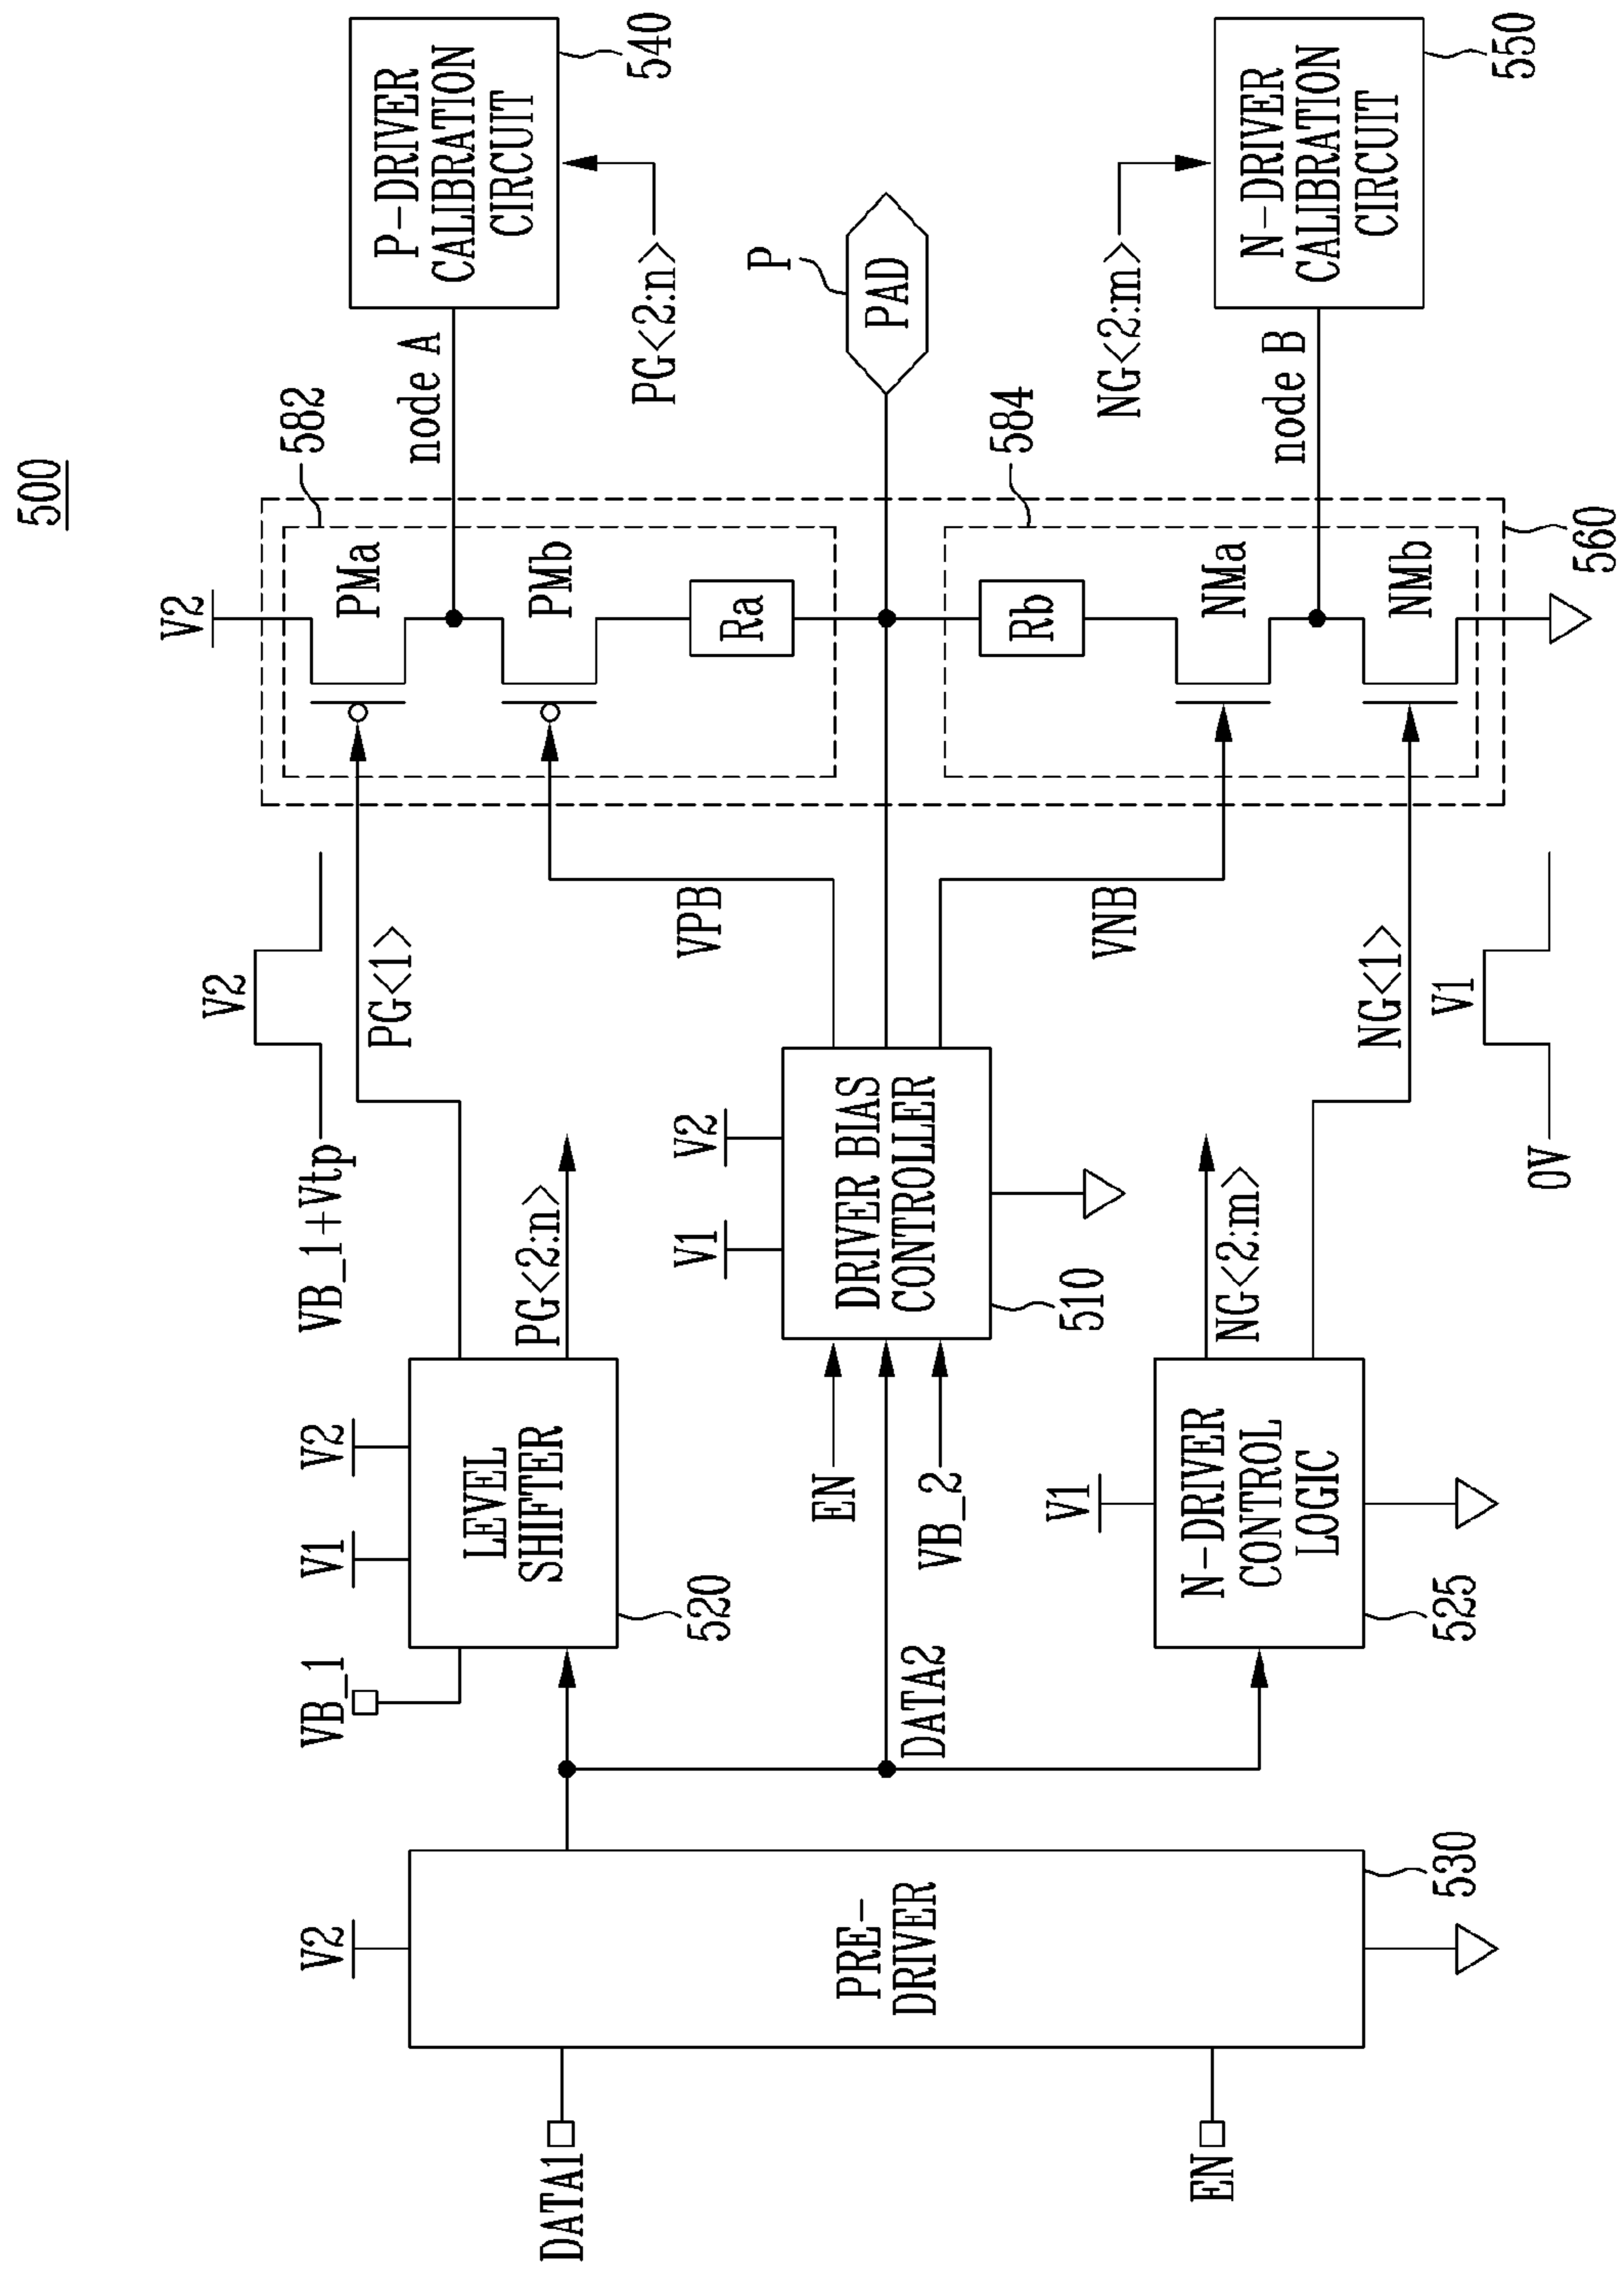 500
V2
582
PMa
node A
P-DRIVER
CALIBRATION
CIRCUIT
540
PG<2:n>
PMb
Ra
V2
VB_1+Vtp
PG<1>
VPB
P
PAD
VB_1
V1
V2
LEVEL
SHIFTER
520
PG<2:n>
V1
V2
DRIVER BIAS
CONTROLLER
510
EN
DATA2
VB_2
VNB
584
Rb
NMa
NMb
560
node B
NG<2:m>
N-DRIVER
CALIBRATION
CIRCUIT
550
V1
N-DRIVER
CONTROL
LOGIC
525
NG<2:m>
NG<1>
V1
0V
V2
PRE-
DRIVER
530
DATA1
EN